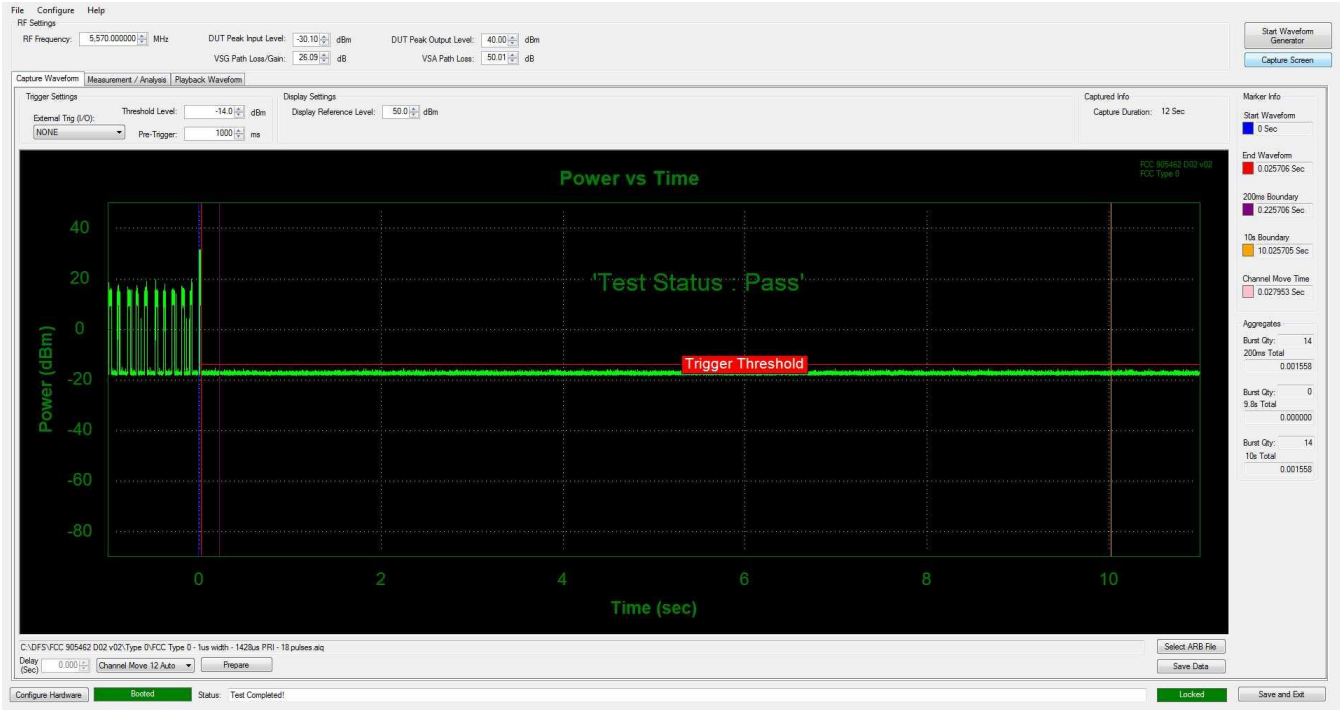 File Configure Help
RF Settings
RF Frequency: 5,570.000000 MHz DUT Peak Input Level: -30.10 dBm DUT Peak Output Level: 40.00 dBm
VSG Path Loss/Gain: 26.09 dB VSA Path Loss: 50.01 dB
Start Waveform
Generator
Capture Screen
Capture Waveform Measurement / Analysis Playback Waveform
Trigger Settings
External Trig (I/O):
NONE
Threshold Level: -14.0 dBm
Pre-Trigger: 1000 ms
Display Settings
Display Reference Level: 50.0 dBm
Captured Info
Capture Duration: 12 Sec
Marker Info
Start Waveform
0 Sec
End Waveform
0.025706 Sec
200ms Boundary
0.225706 Sec
10s Boundary
10.025705 Sec
Channel Move Time
0.027953 Sec
Aggregates
Burst Qty: 14
200ms Total
0.001558
Burst Qty: 0
9.8s Total
0.000000
Burst Qty: 14
10s Total
0.001558
Power vs Time
FCC 905462 D02 v02
FCC Type 0
'Test Status : Pass'
Trigger Threshold
Power (dBm)
40
20
0
-20
-40
-60
-80
0 2 4 6 8 10
Time (sec)
C:\DFS\FCC 905462 D02 v02\Type 0\FCC Type 0 - 1us width - 1428us PRI - 18 pulses.aiq
Select ARB File
Delay
(Sec) 0.000 Channel Move 12 Auto Prepare
Save Data
Configure Hardware Booted Status: Test Completed! Locked Save and Exit